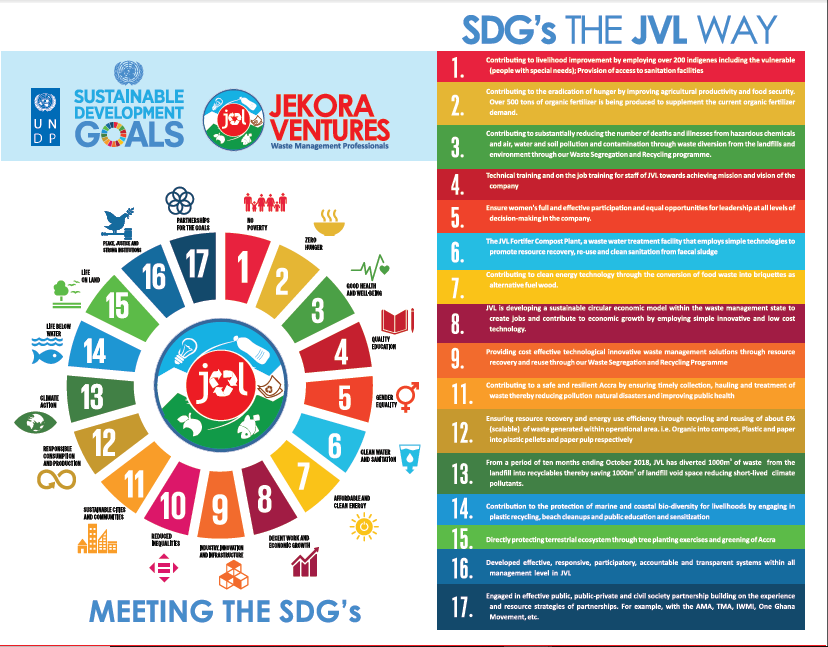 SDG's THE JVL WAY
U N
D P
SUSTAINABLE
DEVELOPMENT
GOALS
jvl
JEKORA
VENTURES
Waste Management Professionals
1. Contributing to livelihood improvement by employing over 200 indigenes including the vulnerable
(people with special needs); Provision of access to sanitation facilities
2. Contributing to the eradication of hunger by improving agricultural productivity and food security.
Over 500 tons of organic fertilizer is being produced to supplement the current organic fertilizer
demand.
3. Contributing to substantially reducing the number of deaths and illnesses from hazardous chemicals
and air, water and soil pollution and contamination through waste diversion from the landfills and
environment through our Waste Segregation and Recycling programme.
4. Technical training and on the job training for staff of JVL towards achieving mission and vision of the
company
5. Ensure women's full and effective participation and equal opportunities for leadership at all levels of
decision-making in the company.
6. The JVL Fortifer Compost Plant, a waste water treatment facility that employs simple technologies to
promote resource recovery, re-use and clean sanitation from faecal sludge
7. Contributing to clean energy technology through the conversion of food waste into briquettes as
alternative fuel wood.
8. JVL is developing a sustainable circular economic model within the waste management state to
create jobs and contribute to economic growth by employing simple innovative and low cost
technology.
9. Providing cost effective technological innovative waste management solutions through resource
recovery and reuse through our Waste Segregation and Recycling Programme
11. Contributing to a safe and resilient Accra by ensuring timely collection, hauling and treatment of
waste thereby reducing pollution natural disasters and improving public health
12. Ensuring resource recovery and energy use efficiency through recycling and reusing of about 6%
(scalable) of waste generated within operational area. i.e. Organic into compost, Plastic and paper
into plastic pellets and paper pulp respectively
13. From a period of ten months ending October 2018, JVL has diverted 1000m³ of waste from the
landfill into recyclables thereby saving 1000m³ of landfill void space reducing short-lived climate
pollutants.
14. Contribution to the protection of marine and coastal bio-diversity for livelihoods by engaging in
plastic recycling, beach cleanups and public education and sensitization
15. Directly protecting terrestrial ecosystem through tree planting exercises and greening of Accra
16. Developed effective, responsive, participatory, accountable and transparent systems within all
management level in JVL
17. Engaged in effective public, public-private and civil society partnership building on the experience
and resource strategies of partnerships. For example, with the AMA, TMA, IWMI, One Ghana
Movement, etc.
1
NO
POVERTY
2
ZERO
HUNGER
3
GOOD HEALTH
AND WELL-BEING
4
QUALITY
EDUCATION
5
GENDER
EQUALITY
6
CLEAN WATER
AND SANITATION
7
AFFORDABLE AND
CLEAN ENERGY
8
DECENT WORK AND
ECONOMIC GROWTH
9
INDUSTRY, INNOVATION
AND INFRASTRUCTURE
10
REDUCED
INEQUALITIES
11
SUSTAINABLE CITIES
AND COMMUNITIES
12
RESPONSIBLE
CONSUMPTION
AND PRODUCTION
13
CLIMATE
ACTION
14
LIFE BELOW
WATER
15
LIFE
ON LAND
16
PEACE, JUSTICE AND
STRONG INSTITUTIONS
17
PARTNERSHIPS
FOR THE GOALS
jvl
MEETING THE SDG's